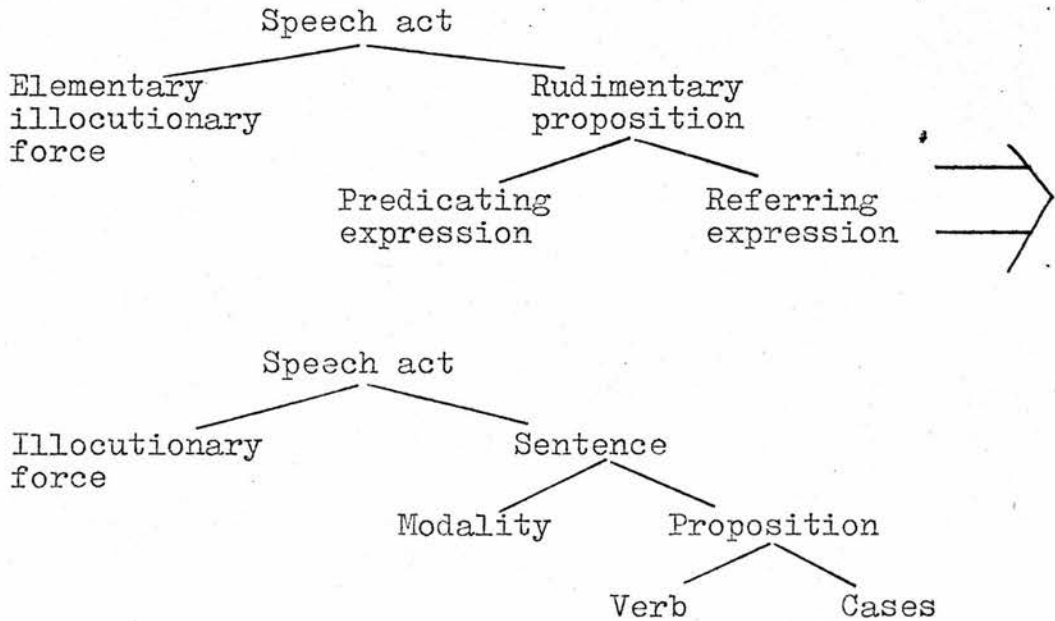 Speech act
Elementary
illocutionary
force
Rudimentary
proposition
Predicating
expression
Referring
expression
Speech act
Illocutionary
force
Sentence
Modality
Proposition
Verb
Cases